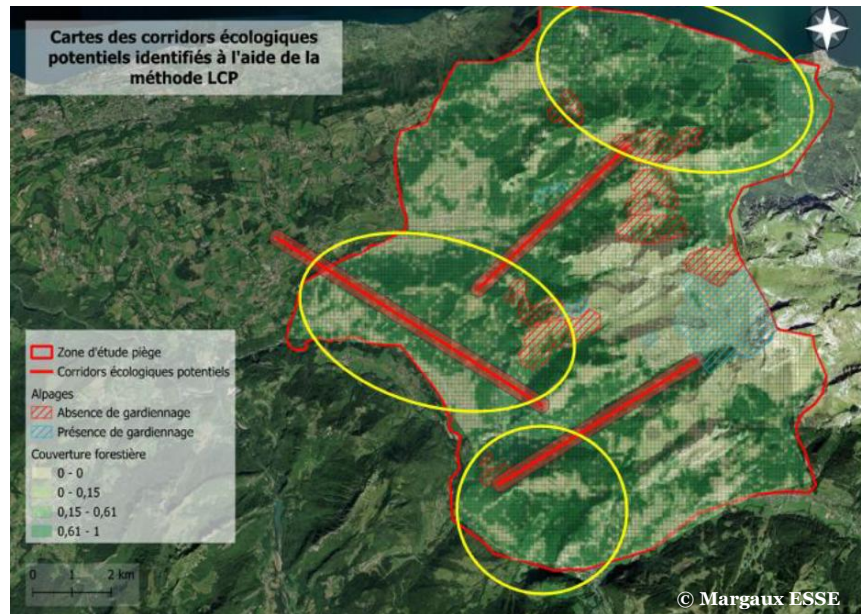 Cartes des corridors écologiques
potentiels identifiés à l'aide de la
méthode LCP
Zone d'étude piège
Corridors écologiques potentiels
Alpages
Absence de gardiennage
Présence de gardiennage
Couverture forestière
0 - 0
0 - 0,15
0,15 - 0,61
0,61 - 1
0 1 2 km
© Margaux ESSE